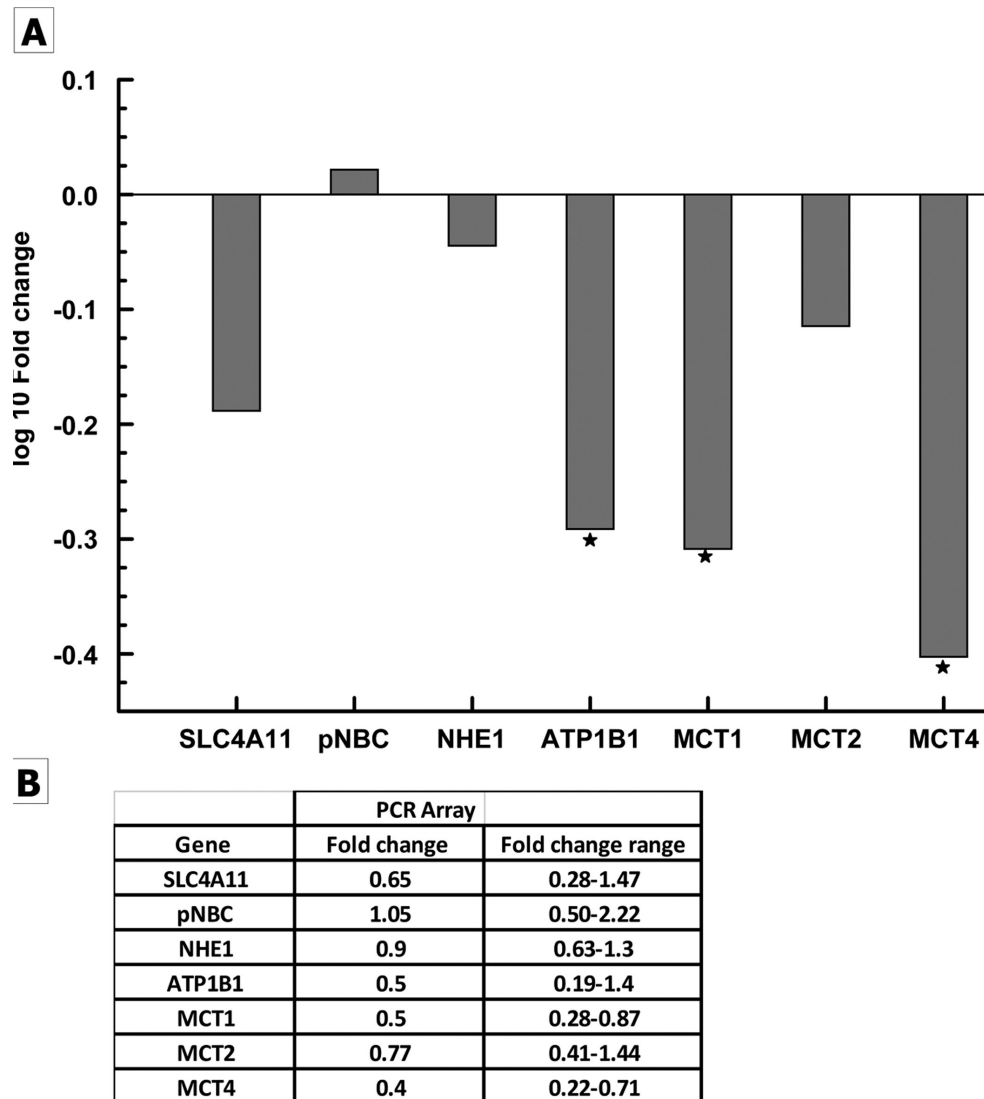 A
0.1
0.0
-0.1
-0.2
-0.3
-0.4
log 10 Fold change
SLC4A11 pNBC NHE1 ATP1B1 MCT1 MCT2 MCT4
B
PCR Array
Gene Fold change Fold change range
SLC4A11 0.65 0.28-1.47
pNBC 1.05 0.50-2.22
NHE1 0.9 0.63-1.3
ATP1B1 0.5 0.19-1.4
MCT1 0.5 0.28-0.87
MCT2 0.77 0.41-1.44
MCT4 0.4 0.22-0.71